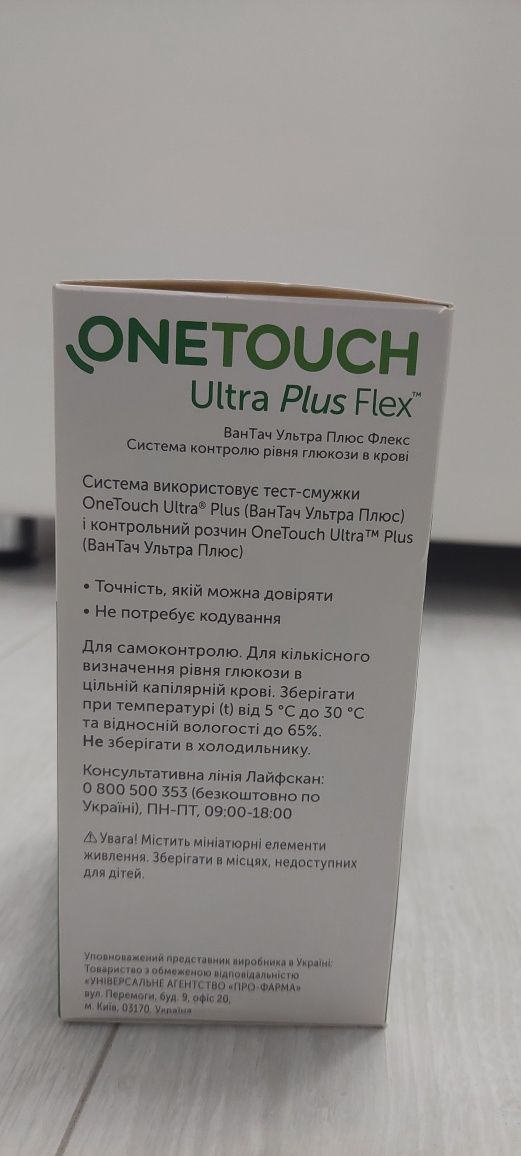 ONETOUCH
Ultra Plus Flex™
ВанТач Ультра Плюс Флекс
Система контролю рівня глюкози в крові
Система використовує тест-смужки
OneTouch Ultra® Plus (ВанТач Ультра Плюс)
і контрольний розчин OneTouch Ultra™ Plus
(ВанТач Ультра Плюс)
• Точність, якій можна довіряти
• Не потребує кодування
Для самоконтролю. Для кількісного
визначення рівня глюкози в
цільній капілярній крові. Зберігати
при температурі (t) від 5 °C до 30 °C
та відносній вологості до 65%.
Не зберігати в холодильнику.
Консультативна лінія Лайфскан:
0 800 500 353 (безкоштовно по
Україні), ПН-ПТ, 09:00-18:00
⚠ Увага! Містить мініатюрні елементи
живлення. Зберігати в місцях, недоступних
для дітей.
Уповноважений представник виробника в Україні:
Товариство з обмеженою відповідальністю
«УНІВЕРСАЛЬНЕ АГЕНТСТВО «ПРО-ФАРМА»
вул. Перемоги, буд. 9, офіс 20,
м. Київ, 03170, Україна